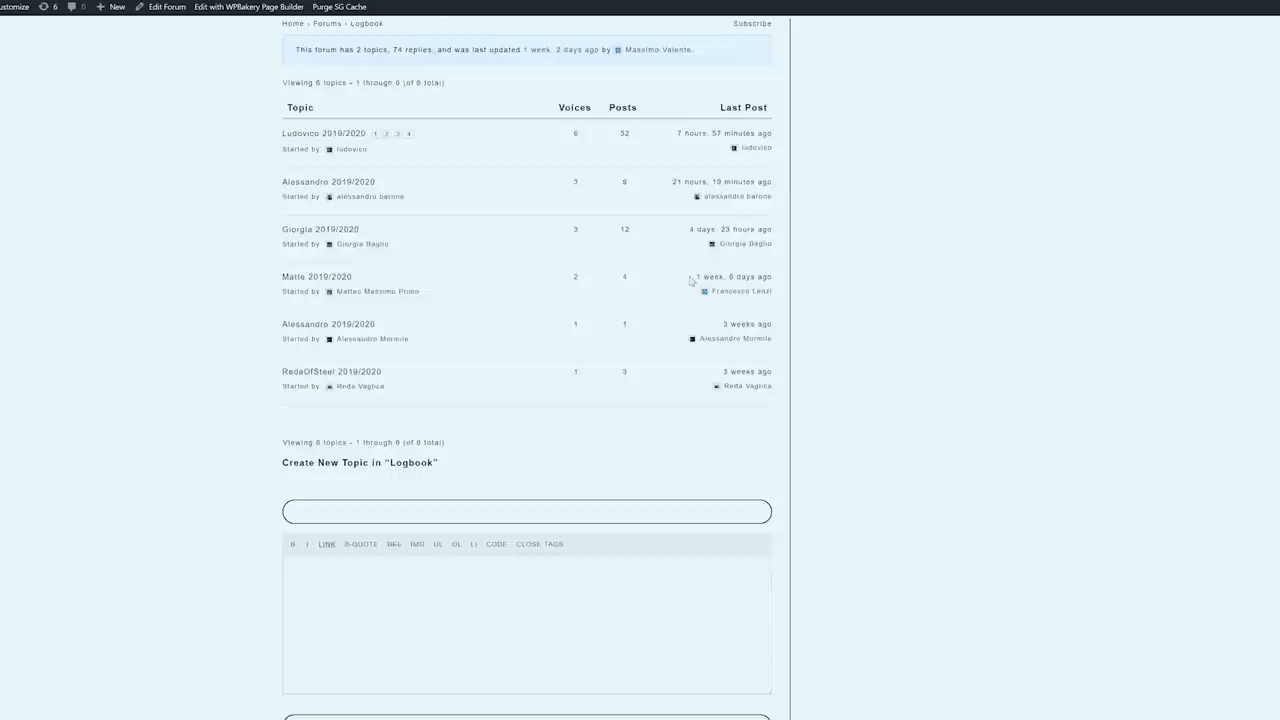 ustomize 6 0 New Edit Forum Edit with WPBakery Page Builder Purge SG Cache
Home › Forums › Logbook Subscribe
This forum has 2 topics, 74 replies, and was last updated 1 week, 2 days ago by Massimo Valente.
Viewing 6 topics - 1 through 6 (of 6 total)
Topic Voices Posts Last Post
Ludovico 2019/2020 1 2 3 4 6 52 7 hours, 57 minutes ago
Started by ludovico ludovico
Alessandro 2019/2020 3 9 21 hours, 19 minutes ago
Started by alessandro barone alessandro barone
Giorgia 2019/2020 3 12 4 days, 23 hours ago
Started by Giorgia Baglio Giorgia Baglio
Matte 2019/2020 2 4 1 week, 6 days ago
Started by Matteo Massimo Primo Francesco Lenzi
Alessandro 2019/2020 1 1 3 weeks ago
Started by Alessandro Mormile Alessandro Mormile
RedaOfSteel 2019/2020 1 3 3 weeks ago
Started by Reda Vaglica Reda Vaglica
Viewing 6 topics - 1 through 6 (of 6 total)
Create New Topic in “Logbook”
B I LINK B-QUOTE DEL IMG UL OL LI CODE CLOSE TAGS